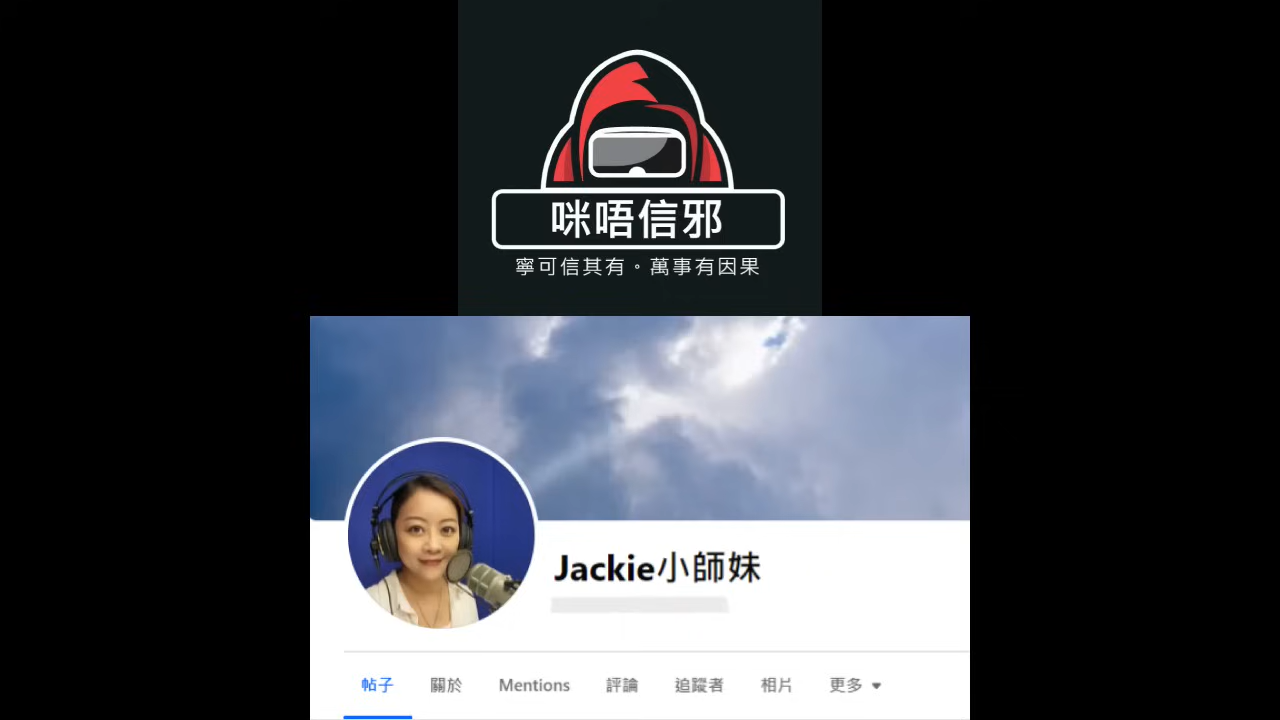 咪唔信邪
寧可信其有。萬事有因果
Jackie小師妹
帖子 關於 Mentions 評論 追蹤者 相片 更多